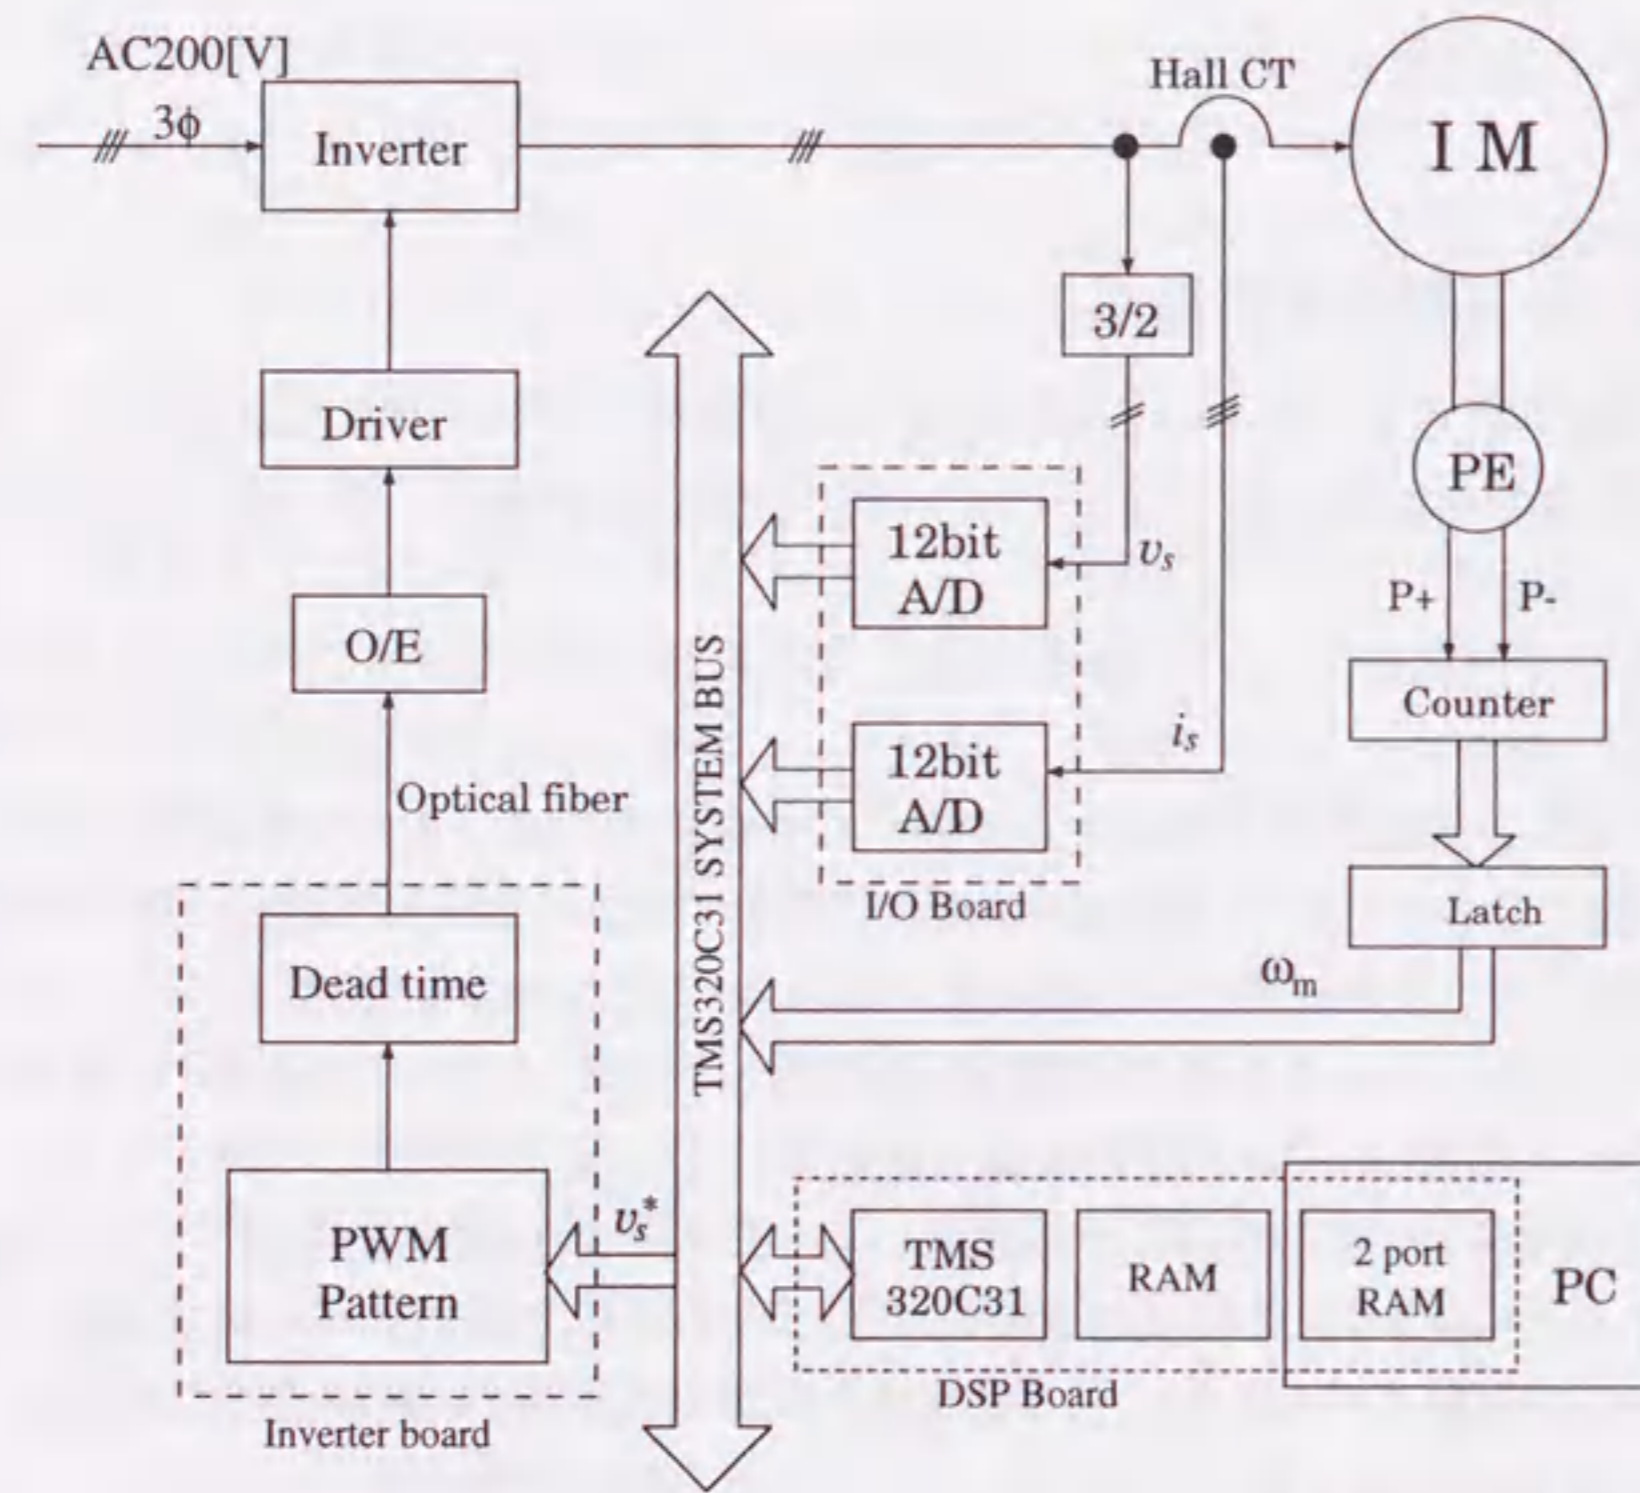 AC200[V]
3ϕ
Inverter
Hall CT
I M
3/2
Driver
PE
12bit
A/D
v_s
P+
P-
O/E
TMS320C31 SYSTEM BUS
Counter
i_s
12bit
A/D
Optical fiber
I/O Board
Latch
Dead time
ω_m
PWM
Pattern
v_s*
TMS
320C31
RAM
2 port
RAM
PC
DSP Board
Inverter board